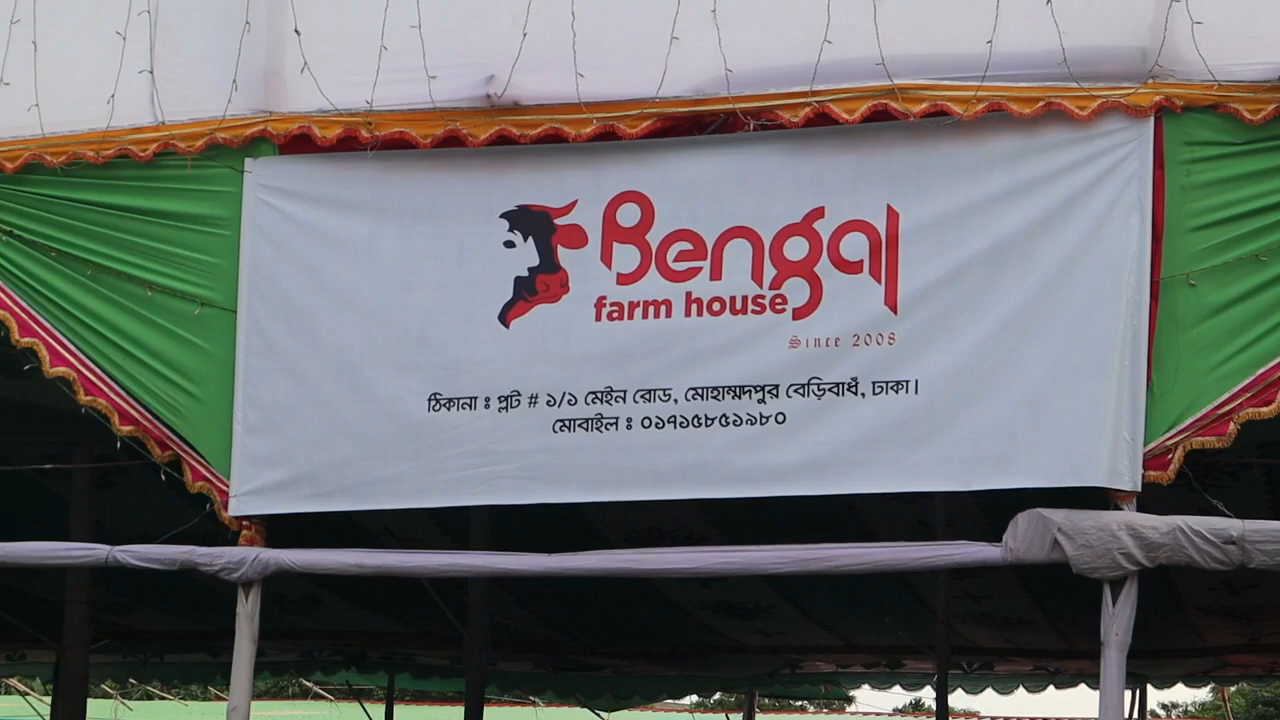 Bengal
farm house
Since 2008
ঠিকানা ঃ প্লট # ১/১ মেইন রোড, মোহাম্মদপুর বেড়িবাধঁ, ঢাকা।
মোবাইল ঃ ০১৭১৫৮৫১৯৮০